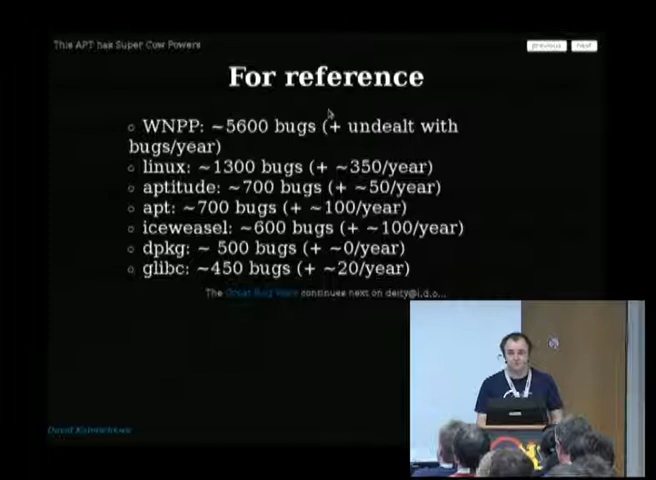 This APT has Super Cow Powers
previous
next
For reference
WNPP: ~5600 bugs (+ undealt with
bugs/year)
linux: ~1300 bugs (+ ~350/year)
aptitude: ~700 bugs (+ ~50/year)
apt: ~700 bugs (+ ~100/year)
iceweasel: ~600 bugs (+ ~100/year)
dpkg: ~ 500 bugs (+ ~0/year)
glibc: ~450 bugs (+ ~20/year)
The Great Bug Wave continues next on deity@l.d.o...
David Kalnischkies